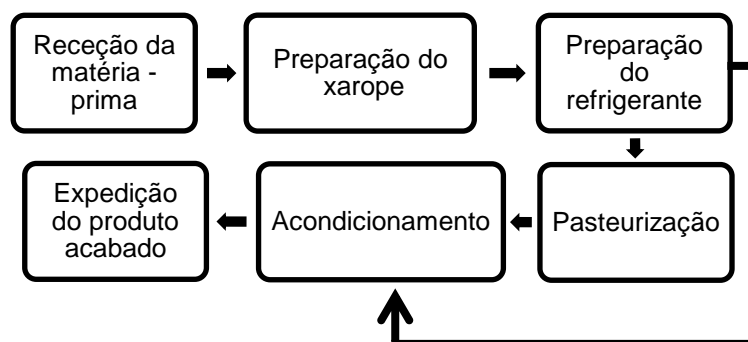 Receção da
matéria -
prima
Preparação do
xarope
Preparação
do
refrigerante
Expedição
do produto
acabado
Acondicionamento
Pasteurização